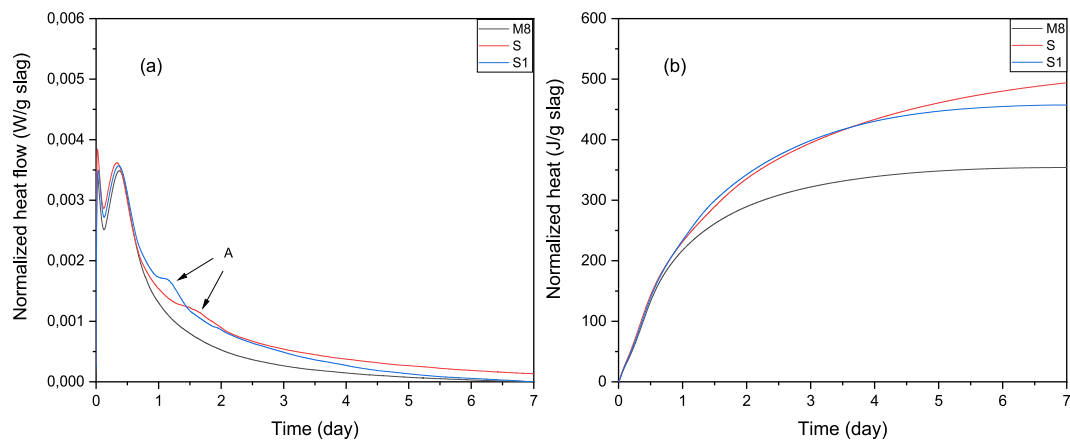 (a)
M8
S
S1
A
0,006
0,005
0,004
0,003
0,002
0,001
0,000
Normalized heat flow (W/g slag)
0 1 2 3 4 5 6 7
Time (day)
(b)
M8
S
S1
600
500
400
300
200
100
0
Normalized heat (J/g slag)
0 1 2 3 4 5 6 7
Time (day)